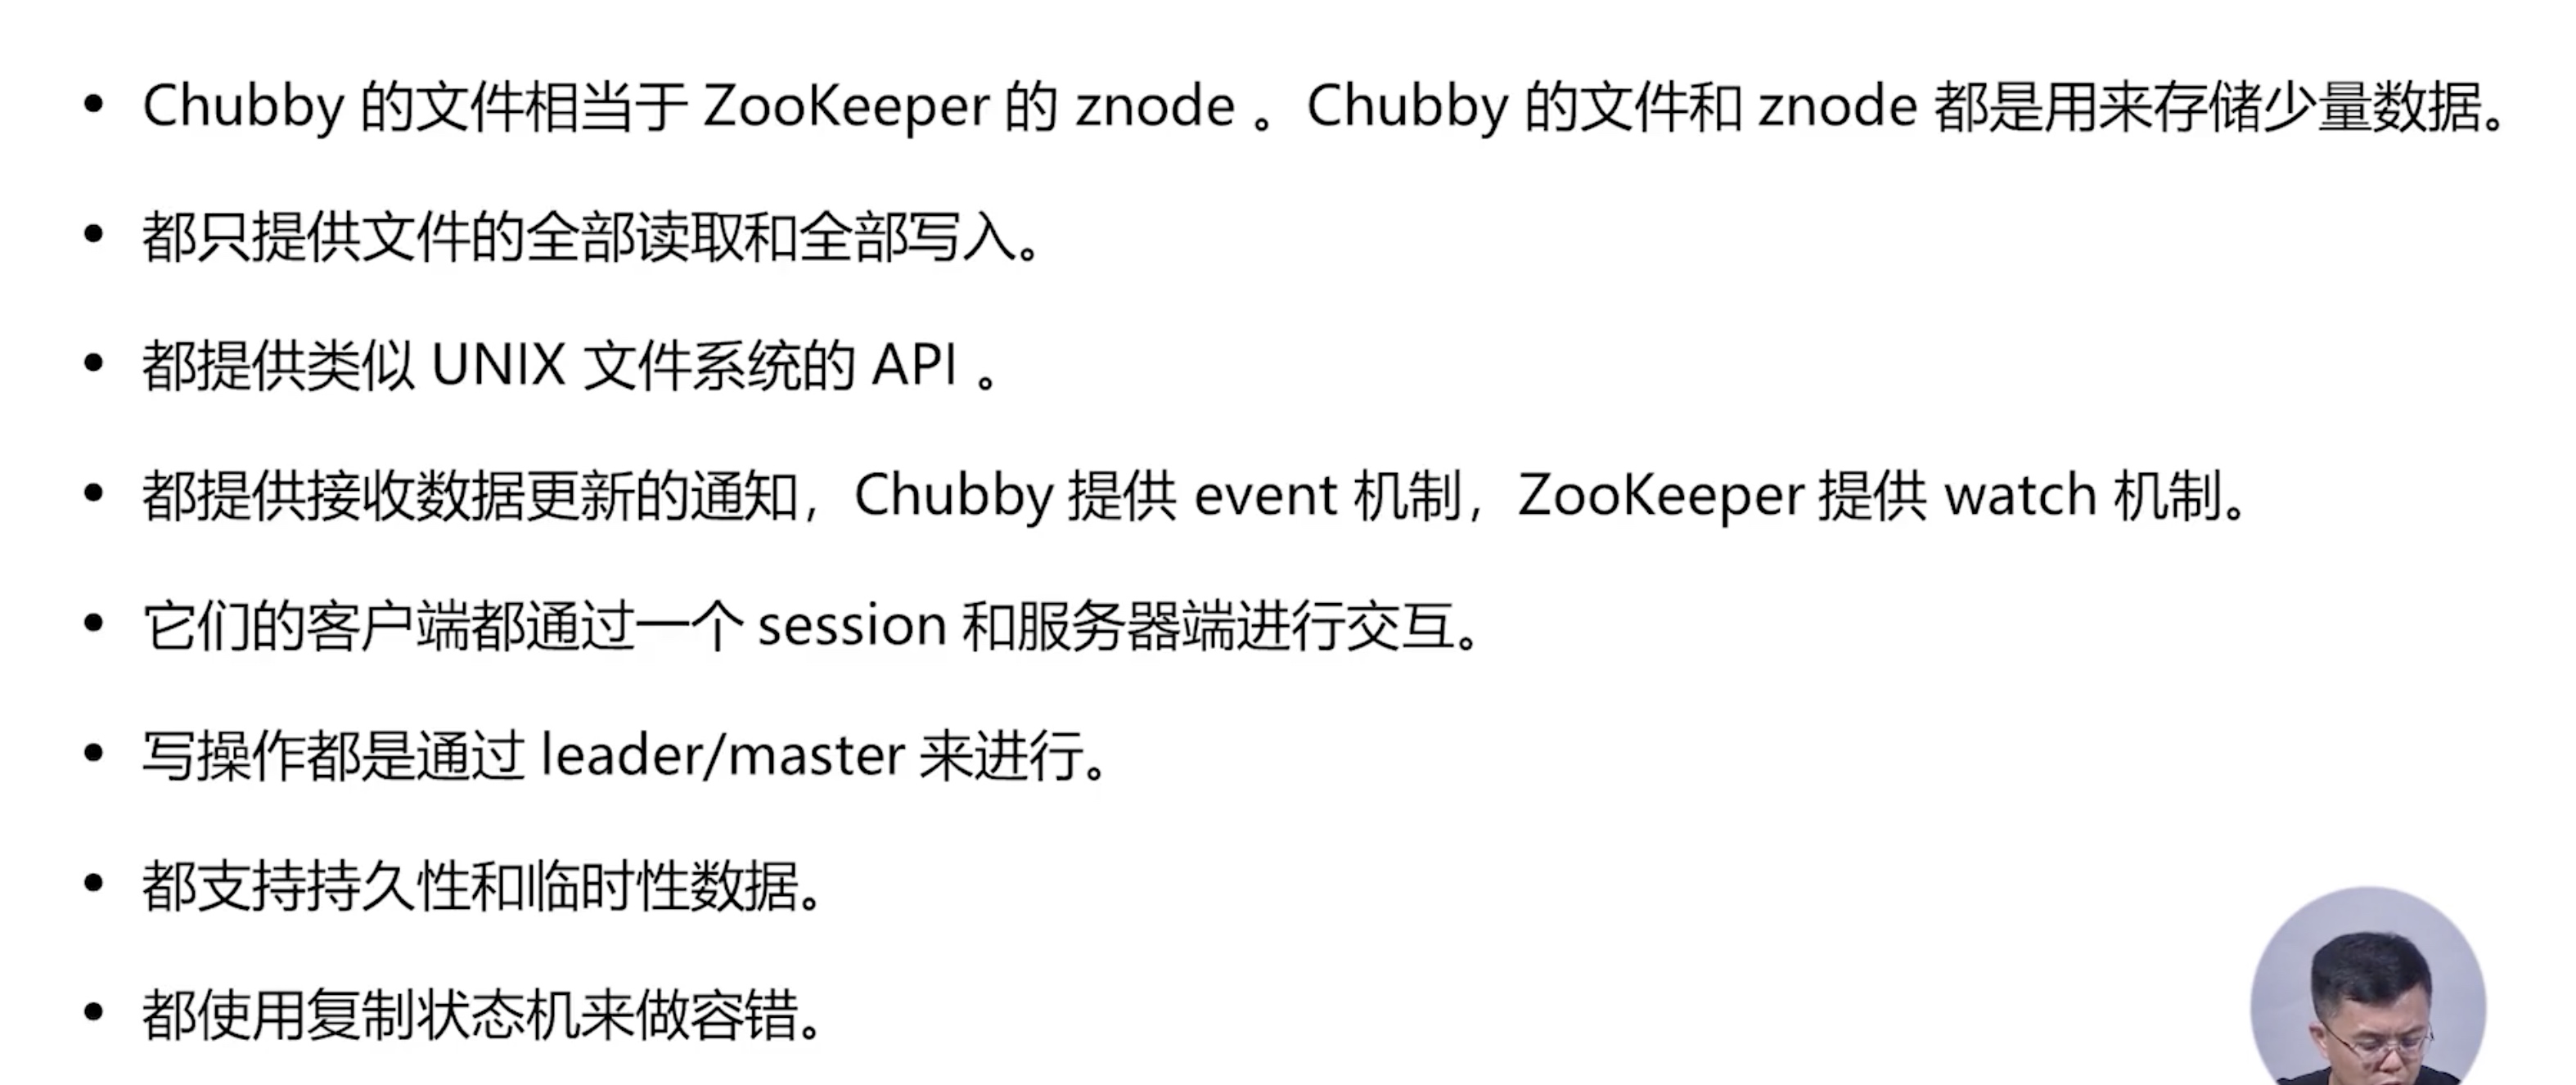 • Chubby 的文件相当于 ZooKeeper 的 znode 。Chubby 的文件和 znode 都是用来存储少量数据。
• 都只提供文件的全部读取和全部写入。
• 都提供类似 UNIX 文件系统的 API 。
• 都提供接收数据更新的通知，Chubby 提供 event 机制，ZooKeeper 提供 watch 机制。
• 它们的客户端都通过一个 session 和服务器端进行交互。
• 写操作都是通过 leader/master 来进行。
• 都支持持久性和临时性数据。
• 都使用复制状态机来做容错。